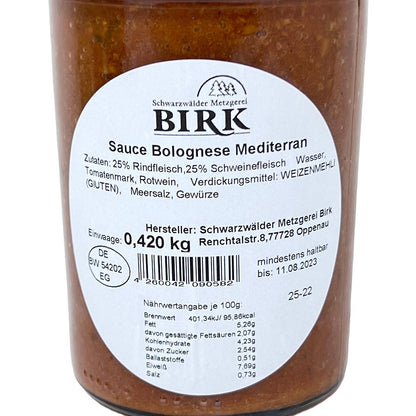 Schwarzwälder Metzgerei
BIRK
Sauce Bolognese Mediterran
Zutaten: 25% Rindfleisch,25% Schweinefleisch Wasser,
Tomatenmark, Rotwein, Verdickungsmittel: WEIZENMEHL
(GlUTEN), Meersalz, Gewürze
Hersteller: Schwarzwälder Metzgerei Birk
Einwaage: 0,420 kg Renchtalstr.8,77728 Oppenau
DE
BW 54202
EG
4 260042 090582
mindestens haltbar
bis: 11.08.2023
25-22
Nährwertangabe je 100g:
Brennwert 401,34kJ/ 95,86kcal
Fett 5,26g
davon gesättigte Fettsäuren 2,07g
Kohlenhydrate 4,23g
davon Zucker 2,54g
Ballaststoffe 0,51g
Eiweiß 7,69g
Salz 0,73g